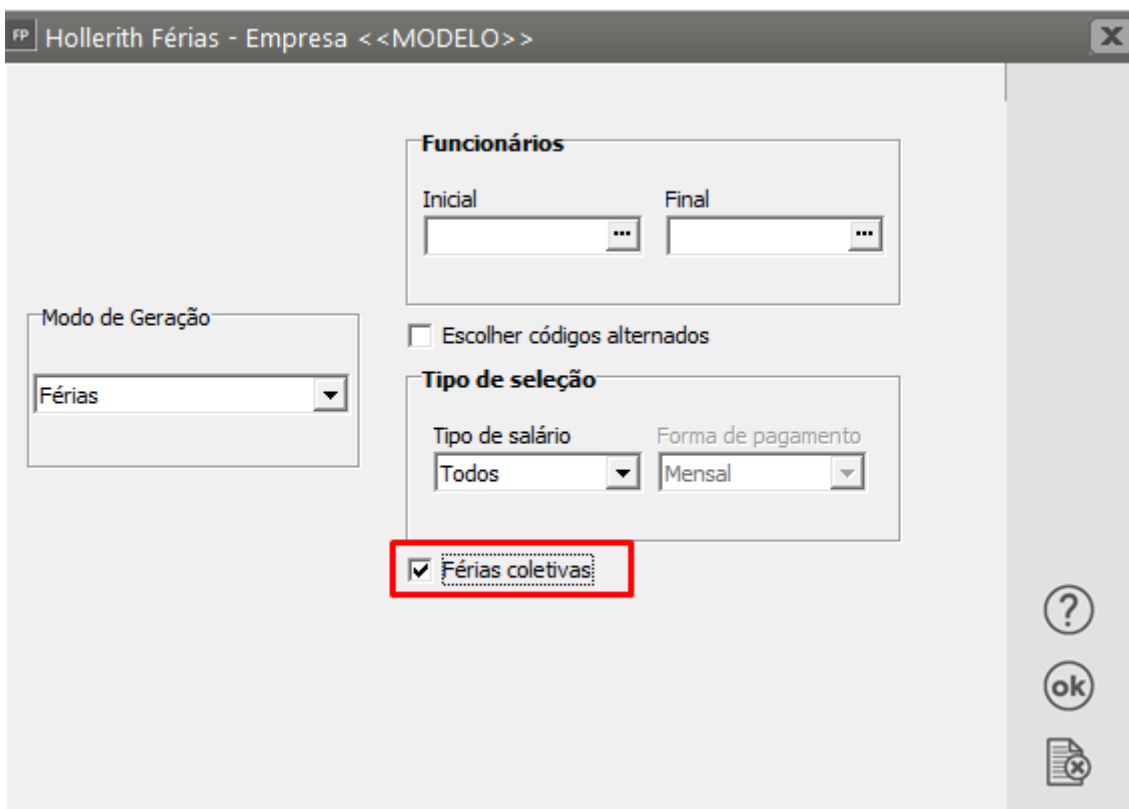 FP Hollerith Férias - Empresa <<MODELO>>
Funcionários
Inicial Final
... ...
Modo de Geração
Férias
Escolher códigos alternados
Tipo de seleção
Tipo de salário Forma de pagamento
Todos Mensal
Férias coletivas
?
ok